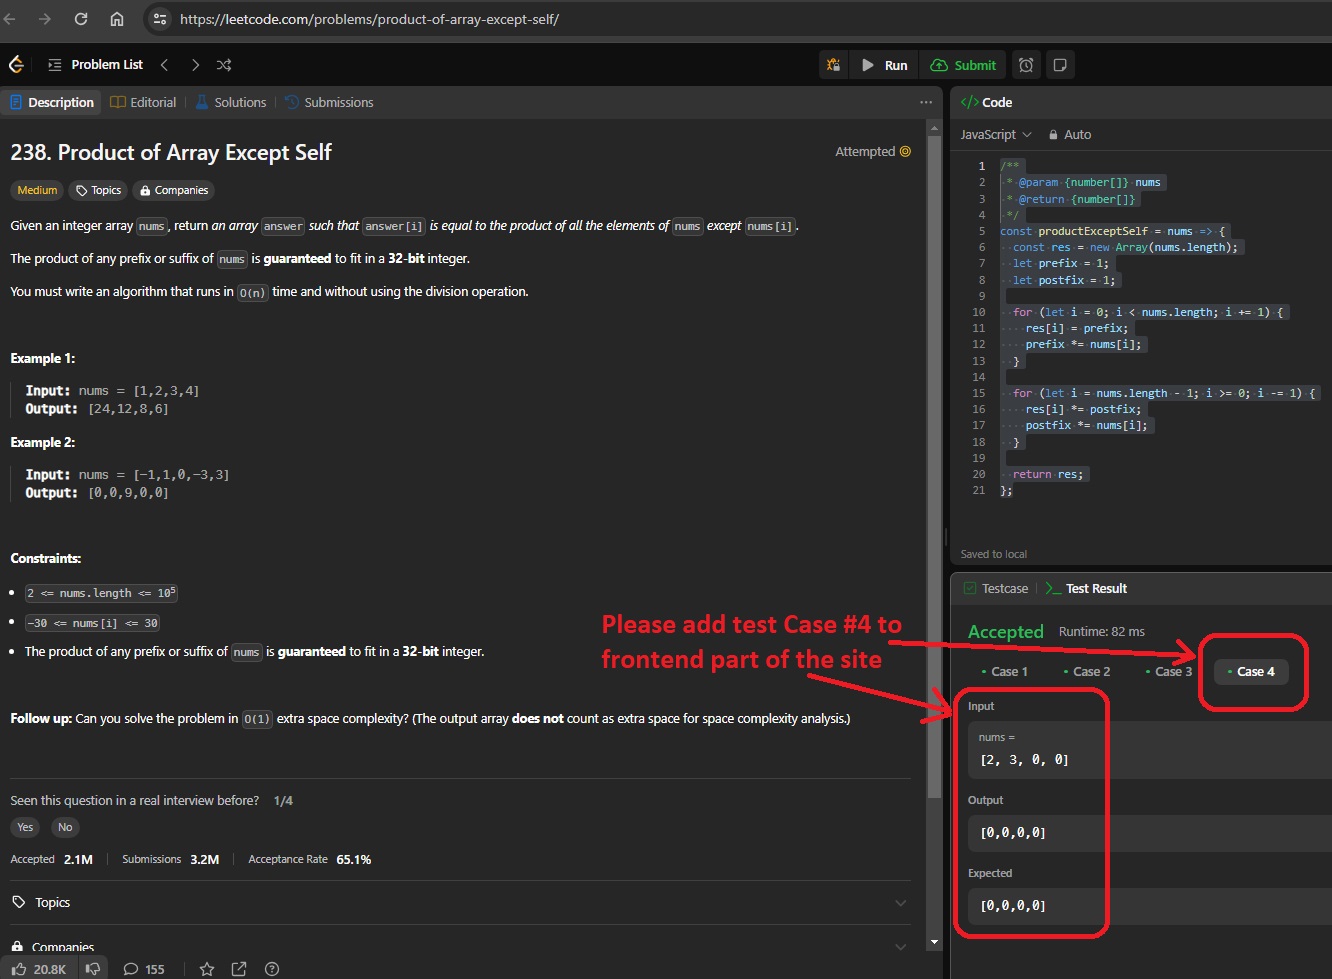 https://leetcode.com/problems/product-of-array-except-self/
Problem List
Run
Submit
Description
Editorial
Solutions
Submissions
238. Product of Array Except Self
Attempted
Medium
Topics
Companies
Given an integer array nums, return an array answer such that answer[i] is equal to the product of all the elements of nums except nums[i].
The product of any prefix or suffix of nums is guaranteed to fit in a 32-bit integer.
You must write an algorithm that runs in O(n) time and without using the division operation.
Example 1:
Input: nums = [1,2,3,4]
Output: [24,12,8,6]
Example 2:
Input: nums = [-1,1,0,-3,3]
Output: [0,0,9,0,0]
Constraints:
2 <= nums.length <= 10⁵
-30 <= nums[i] <= 30
The product of any prefix or suffix of nums is guaranteed to fit in a 32-bit integer.
Follow up: Can you solve the problem in O(1) extra space complexity? (The output array does not count as extra space for space complexity analysis.)
Seen this question in a real interview before? 1/4
Yes
No
Accepted 2.1M
Submissions 3.2M
Acceptance Rate 65.1%
Topics
Companies
20.8K
155
Please add test Case #4 to
frontend part of the site
</> Code
JavaScript
Auto
1 /**
2 * @param {number[]} nums
3 * @return {number[]}
4 */
5 const productExceptSelf = nums => {
6 const res = new Array(nums.length);
7 let prefix = 1;
8 let postfix = 1;
9
10 for (let i = 0; i < nums.length; i += 1) {
11 res[i] = prefix;
12 prefix *= nums[i];
13 }
14
15 for (let i = nums.length - 1; i >= 0; i -= 1) {
16 res[i] *= postfix;
17 postfix *= nums[i];
18 }
19
20 return res;
21 };
Saved to local
Testcase
Test Result
Accepted
Runtime: 82 ms
Case 1
Case 2
Case 3
Case 4
Input
nums =
[2, 3, 0, 0]
Output
[0,0,0,0]
Expected
[0,0,0,0]